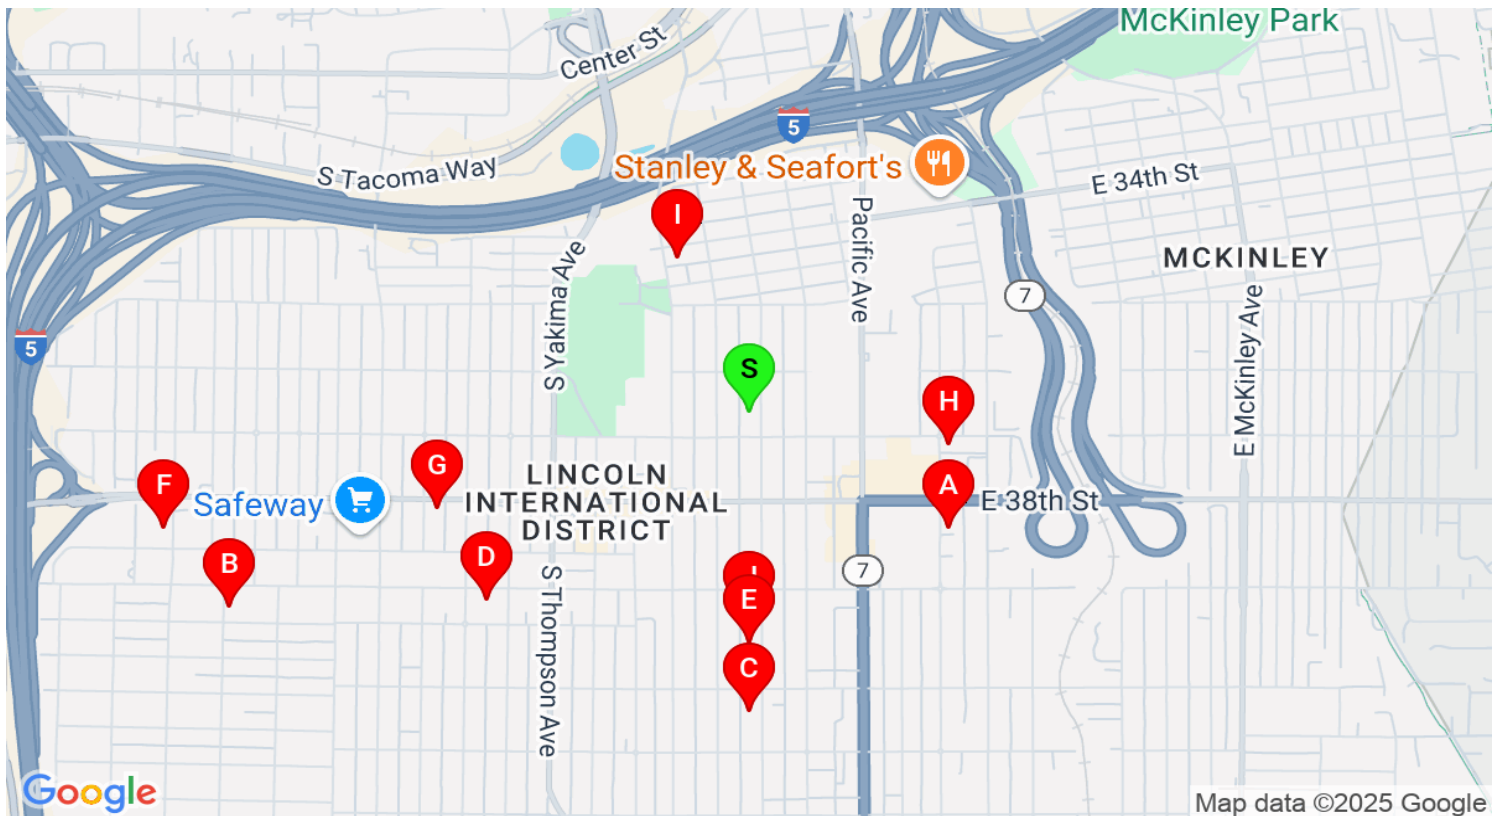 McKinley Park
Center St
5
Stanley & Seafort's
S Tacoma Way
E 34th St
I
Pacific Ave
S Yakima Ave
MCKINLEY
7
E McKinley Ave
5
S
H
G
F
A
LINCOLN
INTERNATIONAL
DISTRICT
Safeway
E 38th St
D
B
S Thompson Ave
7
J
E
C
Google
Map data ©2025 Google